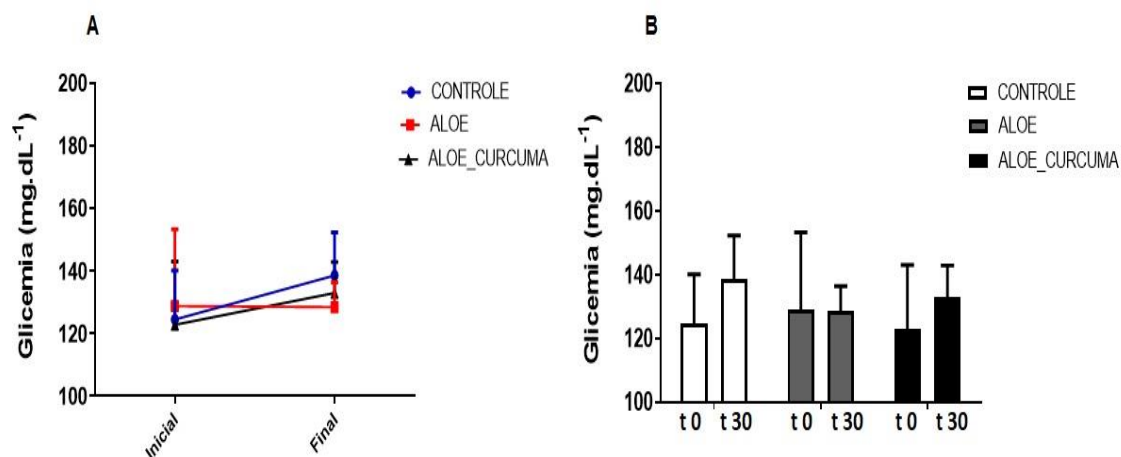 A
Glicemia (mg.dL⁻¹)
200
180
160
140
120
100
Inicial
Final
CONTROLE
ALOE
ALOE_CURCUMA
B
Glicemia (mg.dL⁻¹)
200
180
160
140
120
100
t 0 t 30 t 0 t 30 t 0 t 30
CONTROLE
ALOE
ALOE_CURCUMA